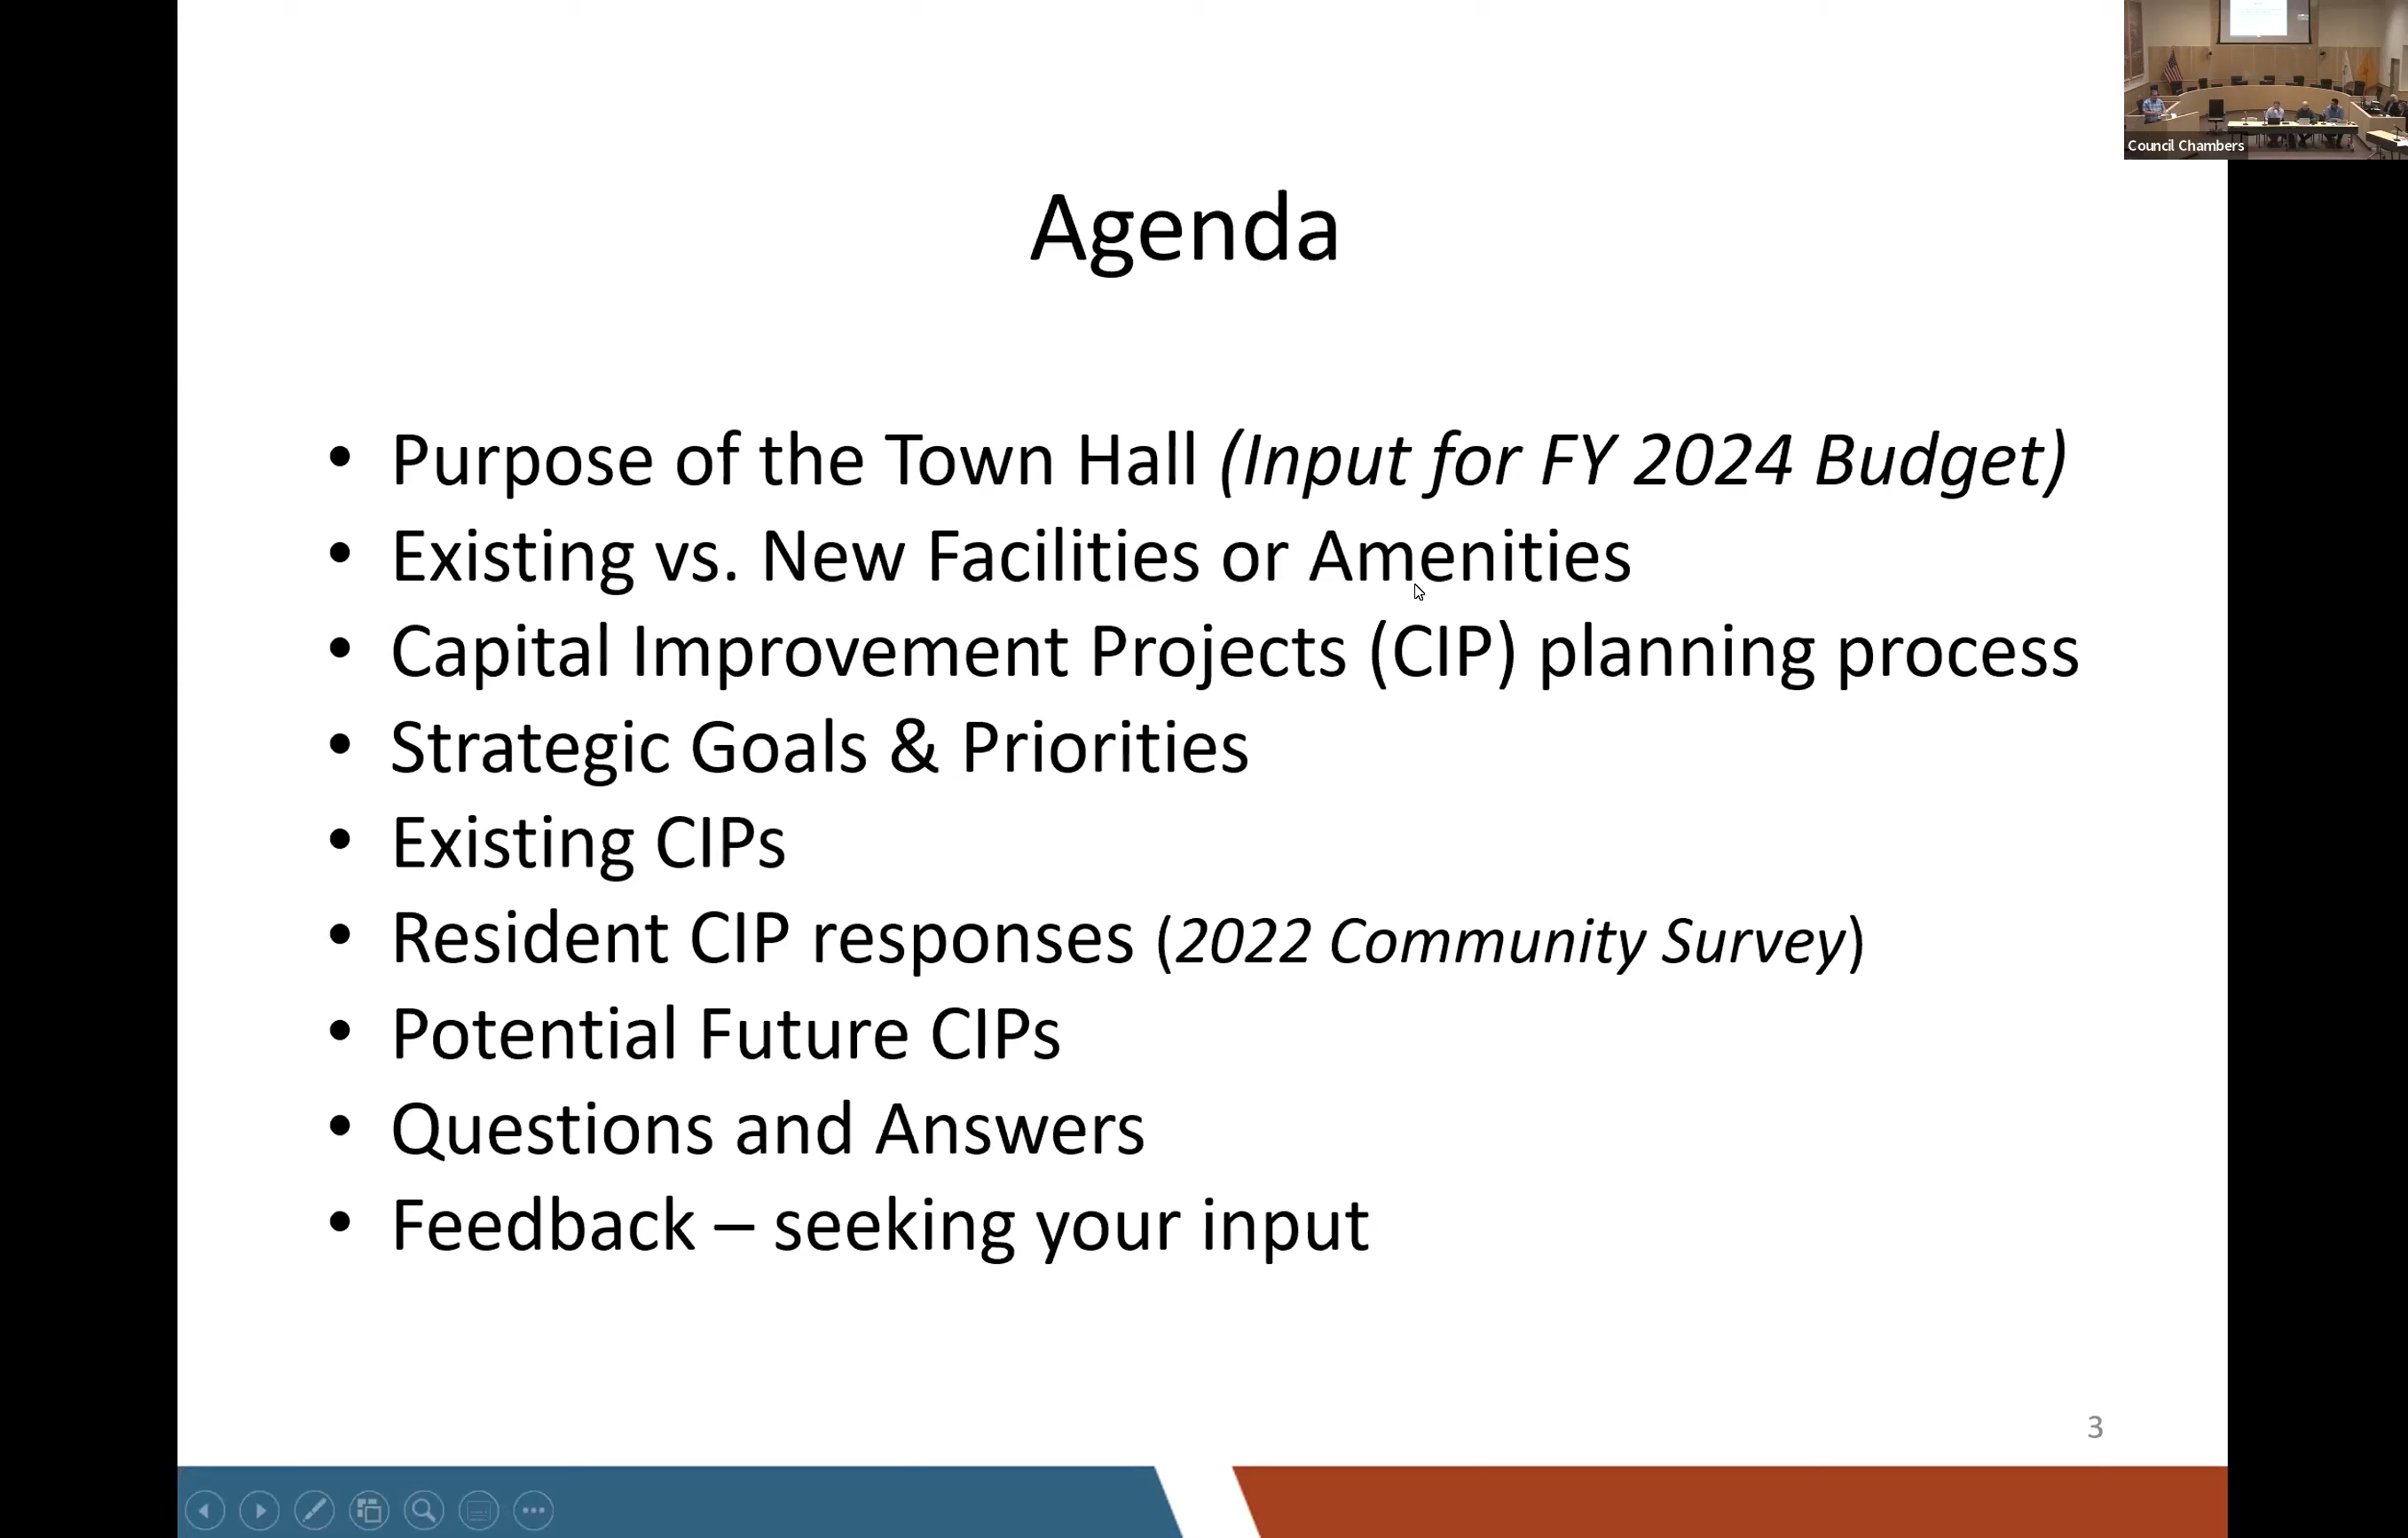 Council Chambers
Agenda
• Purpose of the Town Hall (Input for FY 2024 Budget)
• Existing vs. New Facilities or Amenities
• Capital Improvement Projects (CIP) planning process
• Strategic Goals & Priorities
• Existing CIPs
• Resident CIP responses (2022 Community Survey)
• Potential Future CIPs
• Questions and Answers
• Feedback – seeking your input
3